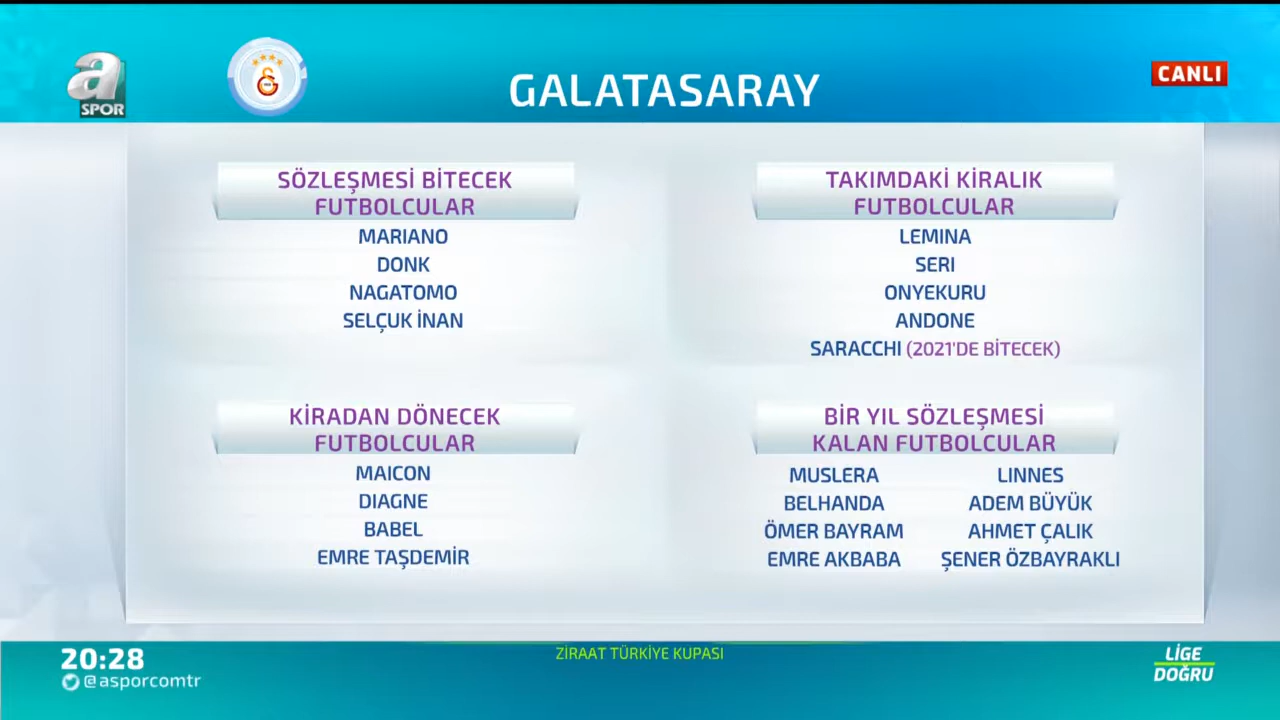 a
SPOR
GALATASARAY
CANLI
SÖZLEŞMESİ BİTECEK
FUTBOLCULAR
MARIANO
DONK
NAGATOMO
SELÇUK İNAN
TAKIMDAKİ KİRALIK
FUTBOLCULAR
LEMINA
SERI
ONYEKURU
ANDONE
SARACCHI (2021'DE BİTECEK)
KİRADAN DÖNECEK
FUTBOLCULAR
MAICON
DIAGNE
BABEL
EMRE TAŞDEMİR
BİR YIL SÖZLEŞMESİ
KALAN FUTBOLCULAR
MUSLERA
BELHANDA
ÖMER BAYRAM
EMRE AKBABA
LINNES
ADEM BÜYÜK
AHMET ÇALIK
ŞENER ÖZBAYRAKLI
20:28
@asporcomtr
ZİRAAT TÜRKİYE KUPASI
LİGE
DOĞRU